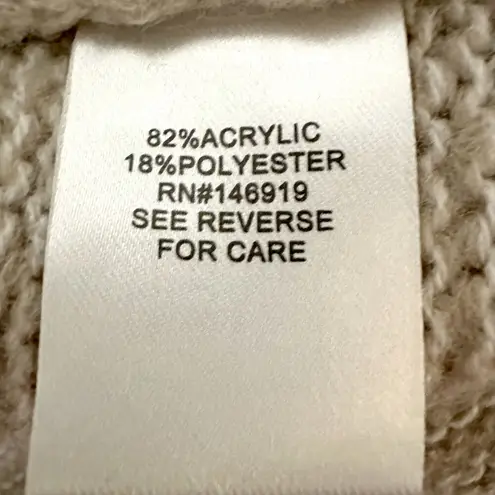 82%ACRYLIC
18%POLYESTER
RN#146919
SEE REVERSE
FOR CARE